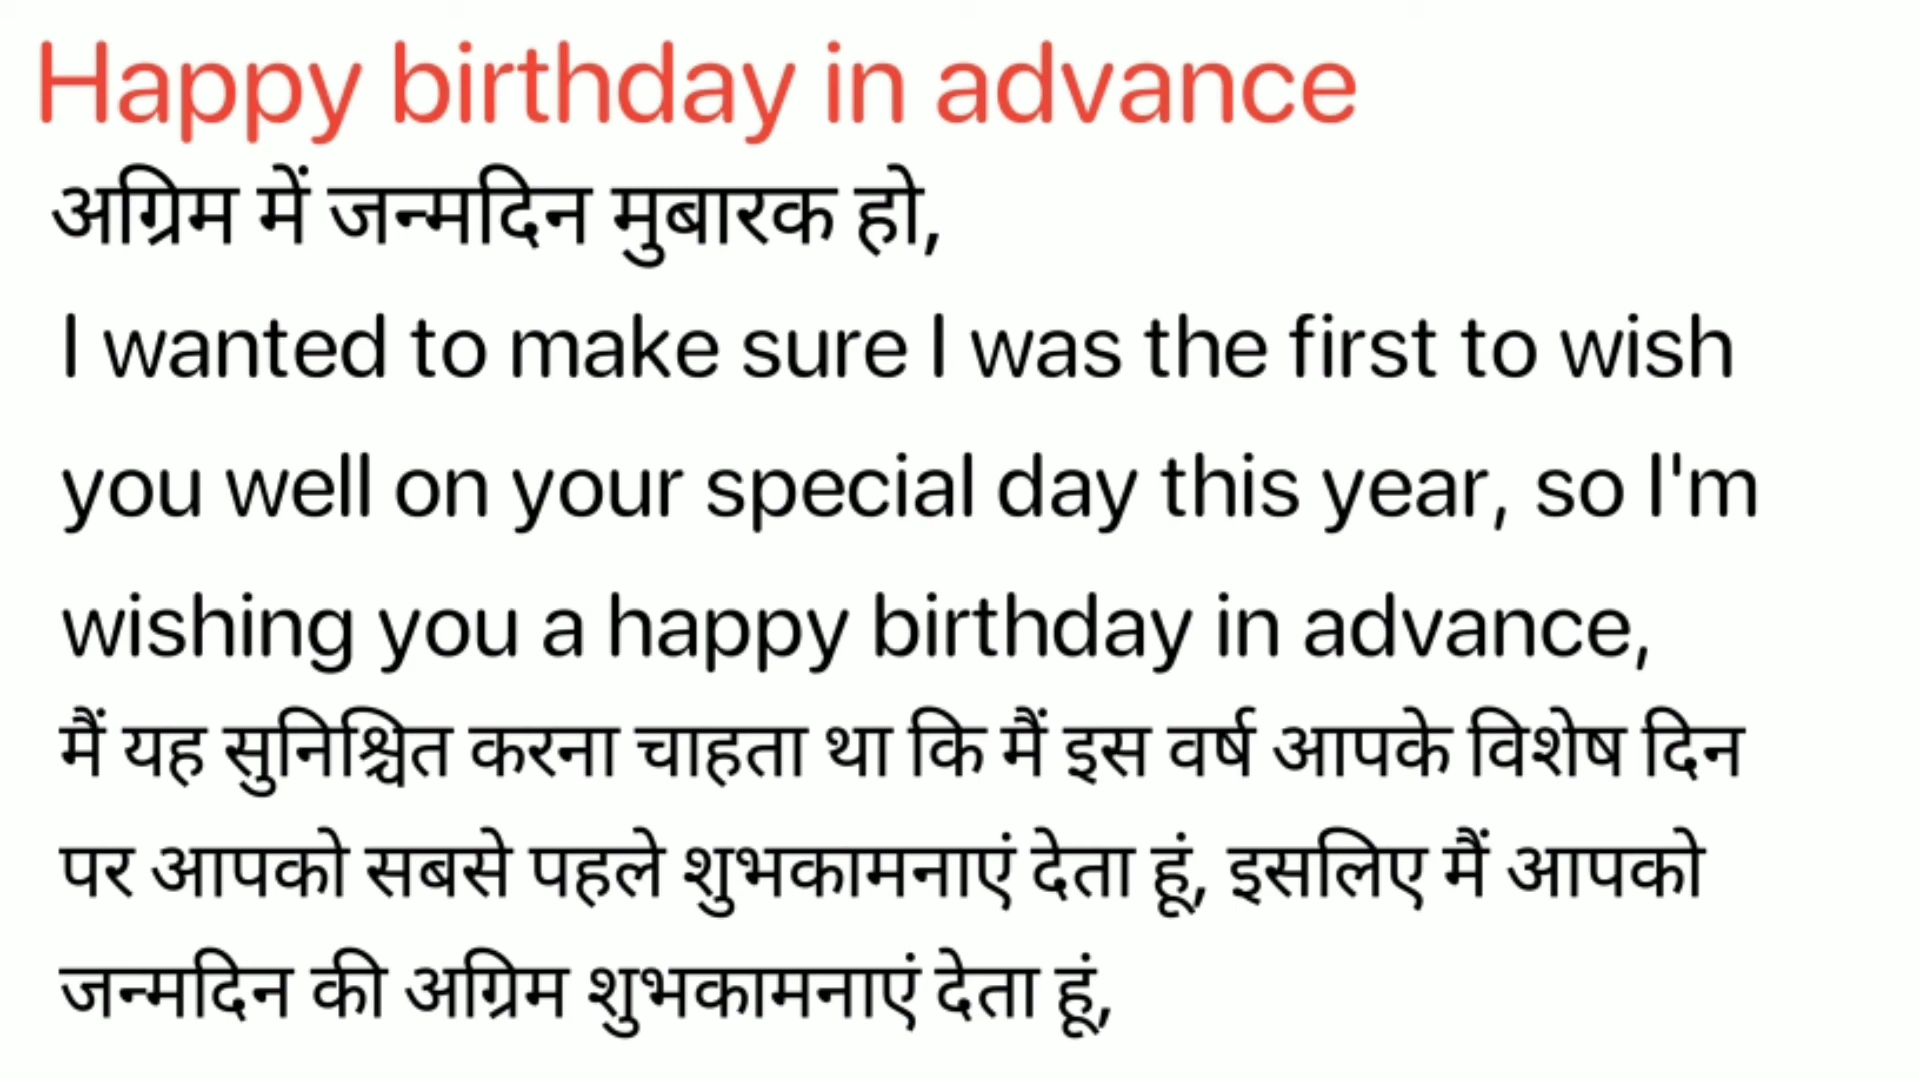 Happy birthday in advance
अग्रिम में जन्मदिन मुबारक हो,
I wanted to make sure I was the first to wish
you well on your special day this year, so I'm
wishing you a happy birthday in advance,
मैं यह सुनिश्चित करना चाहता था कि मैं इस वर्ष आपके विशेष दिन
पर आपको सबसे पहले शुभकामनाएं देता हूं, इसलिए मैं आपको
जन्मदिन की अग्रिम शुभकामनाएं देता हूं,